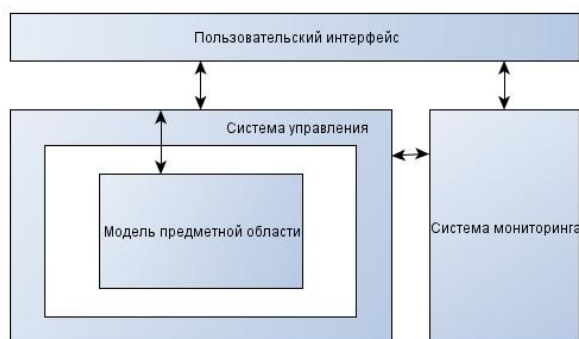 Пользовательский интерфейс
Система управления
Модель предметной области
Система мониторинга